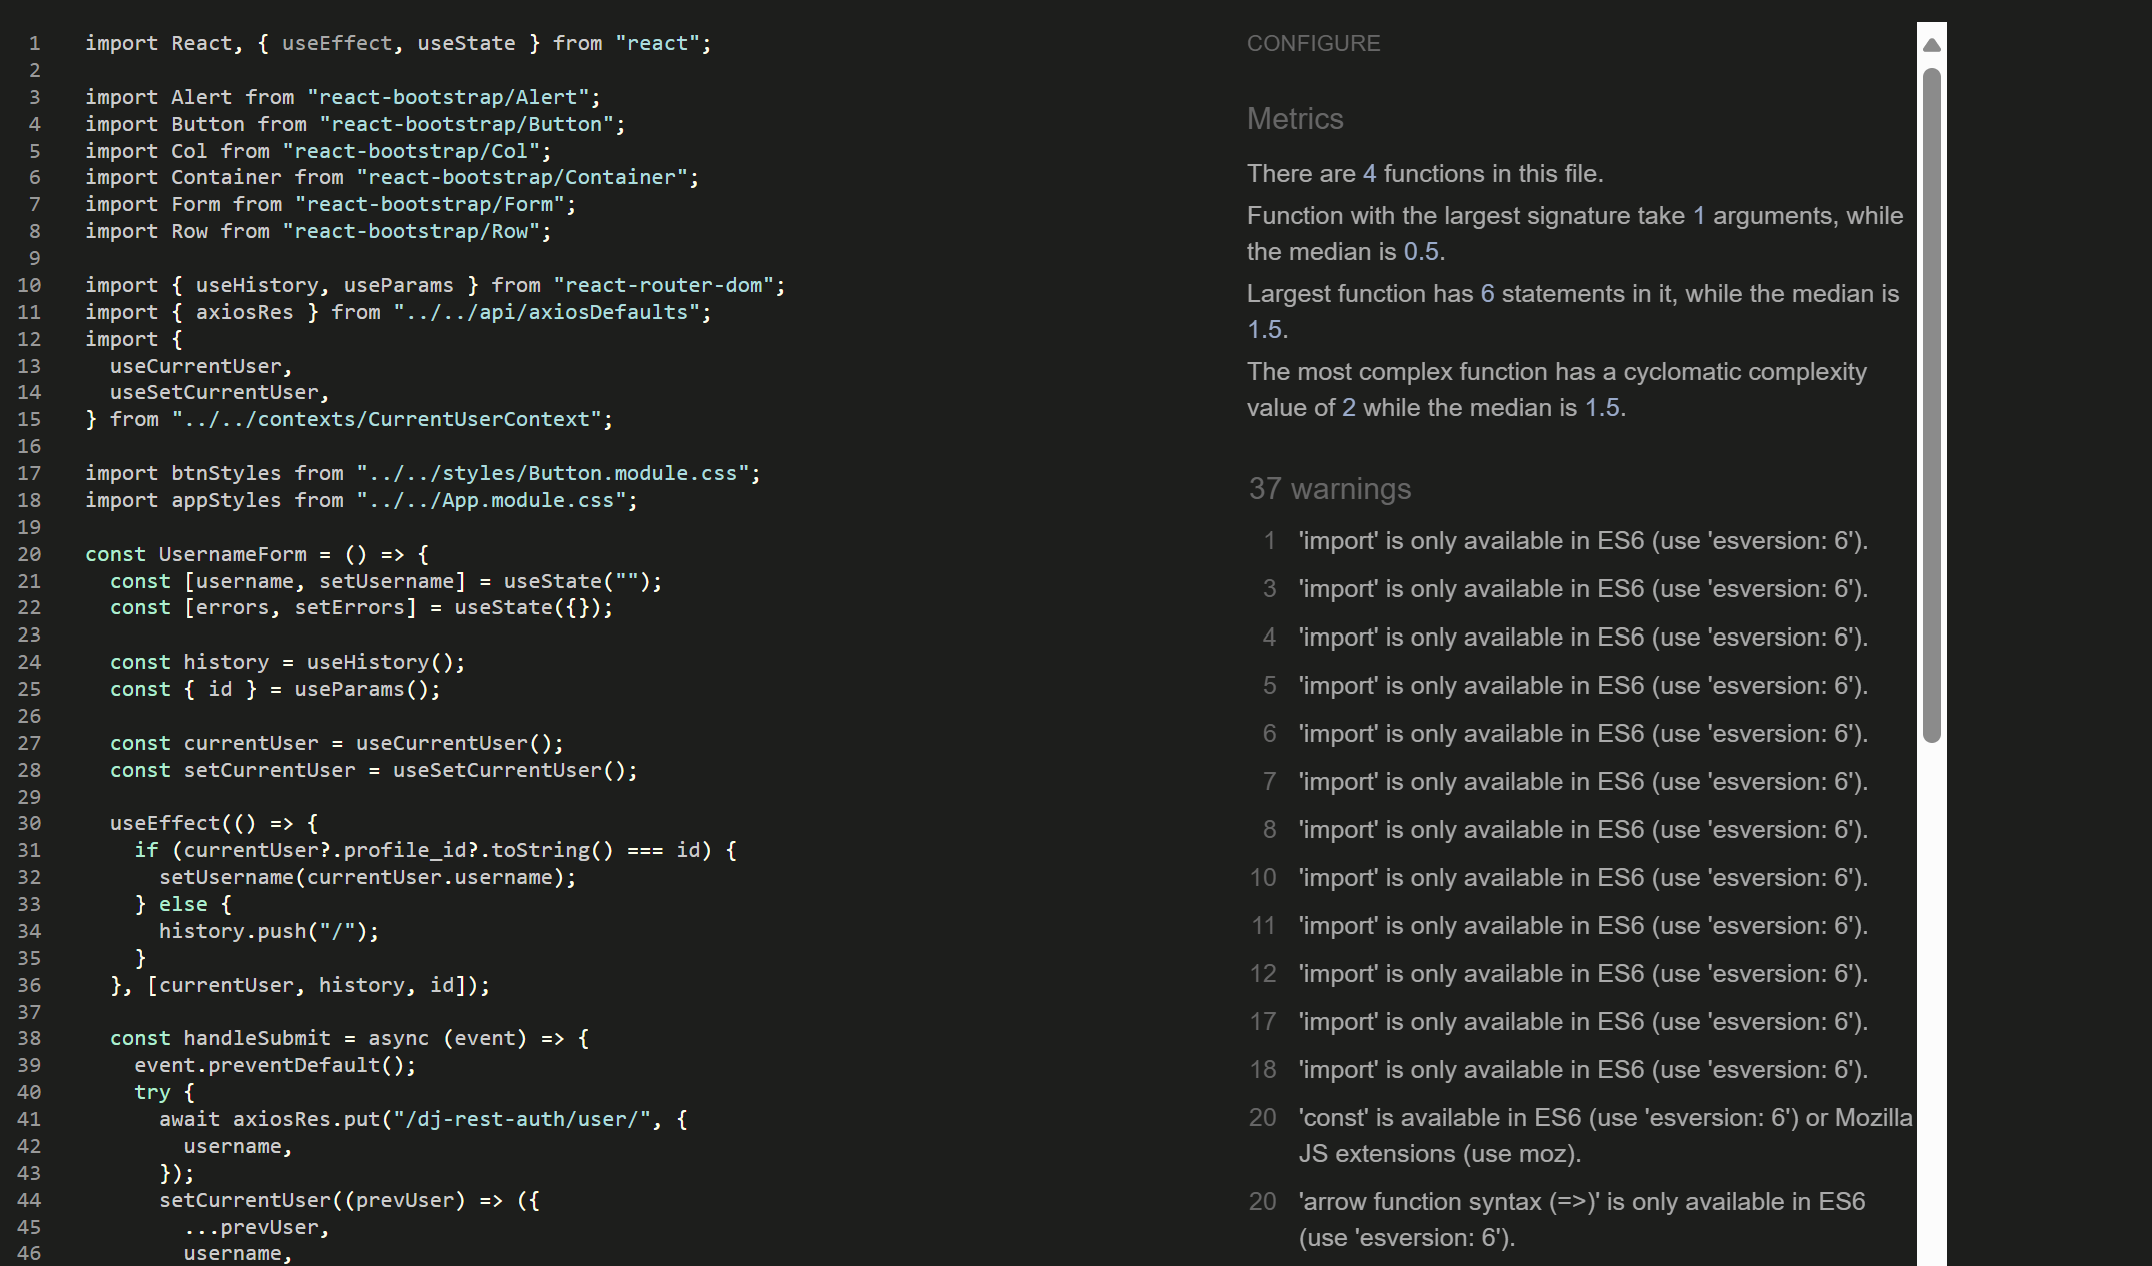 1 import React, { useEffect, useState } from "react";
2
3 import Alert from "react-bootstrap/Alert";
4 import Button from "react-bootstrap/Button";
5 import Col from "react-bootstrap/Col";
6 import Container from "react-bootstrap/Container";
7 import Form from "react-bootstrap/Form";
8 import Row from "react-bootstrap/Row";
9
10 import { useHistory, useParams } from "react-router-dom";
11 import { axiosRes } from "../../api/axiosDefaults";
12 import {
13   useCurrentUser,
14   useSetCurrentUser,
15 } from "../../contexts/CurrentUserContext";
16
17 import btnStyles from "../../styles/Button.module.css";
18 import appStyles from "../../App.module.css";
19
20 const UsernameForm = () => {
21   const [username, setUsername] = useState("");
22   const [errors, setErrors] = useState({});
23
24   const history = useHistory();
25   const { id } = useParams();
26
27   const currentUser = useCurrentUser();
28   const setCurrentUser = useSetCurrentUser();
29
30   useEffect(() => {
31     if (currentUser?.profile_id?.toString() === id) {
32       setUsername(currentUser.username);
33     } else {
34       history.push("/");
35     }
36   }, [currentUser, history, id]);
37
38   const handleSubmit = async (event) => {
39     event.preventDefault();
40     try {
41       await axiosRes.put("/dj-rest-auth/user/", {
42         username,
43       });
44       setCurrentUser((prevUser) => ({
45         ...prevUser,
46         username,
CONFIGURE
Metrics
There are 4 functions in this file.
Function with the largest signature take 1 arguments, while
the median is 0.5.
Largest function has 6 statements in it, while the median is
1.5.
The most complex function has a cyclomatic complexity
value of 2 while the median is 1.5.
37 warnings
1 'import' is only available in ES6 (use 'esversion: 6').
3 'import' is only available in ES6 (use 'esversion: 6').
4 'import' is only available in ES6 (use 'esversion: 6').
5 'import' is only available in ES6 (use 'esversion: 6').
6 'import' is only available in ES6 (use 'esversion: 6').
7 'import' is only available in ES6 (use 'esversion: 6').
8 'import' is only available in ES6 (use 'esversion: 6').
10 'import' is only available in ES6 (use 'esversion: 6').
11 'import' is only available in ES6 (use 'esversion: 6').
12 'import' is only available in ES6 (use 'esversion: 6').
17 'import' is only available in ES6 (use 'esversion: 6').
18 'import' is only available in ES6 (use 'esversion: 6').
20 'const' is available in ES6 (use 'esversion: 6') or Mozilla
JS extensions (use moz).
20 'arrow function syntax (=>)' is only available in ES6
(use 'esversion: 6').